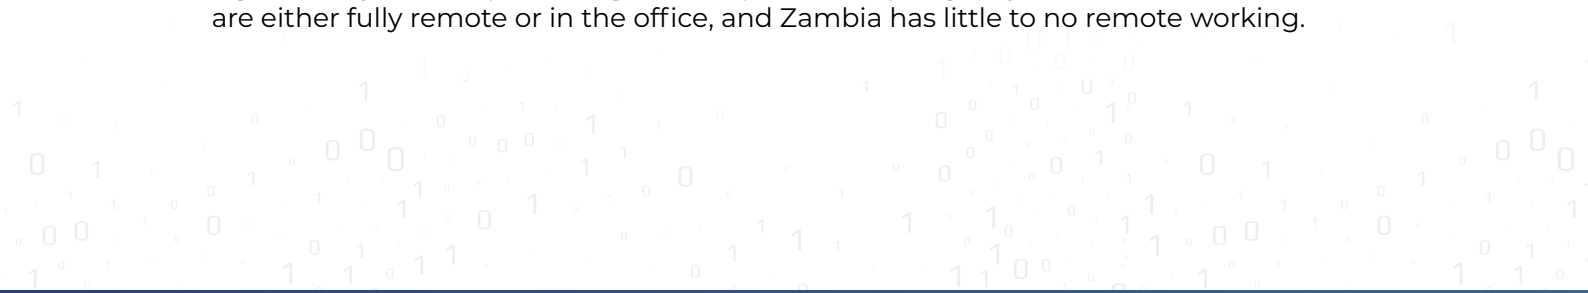 are either fully remote or in the office, and Zambia has little to no remote working.